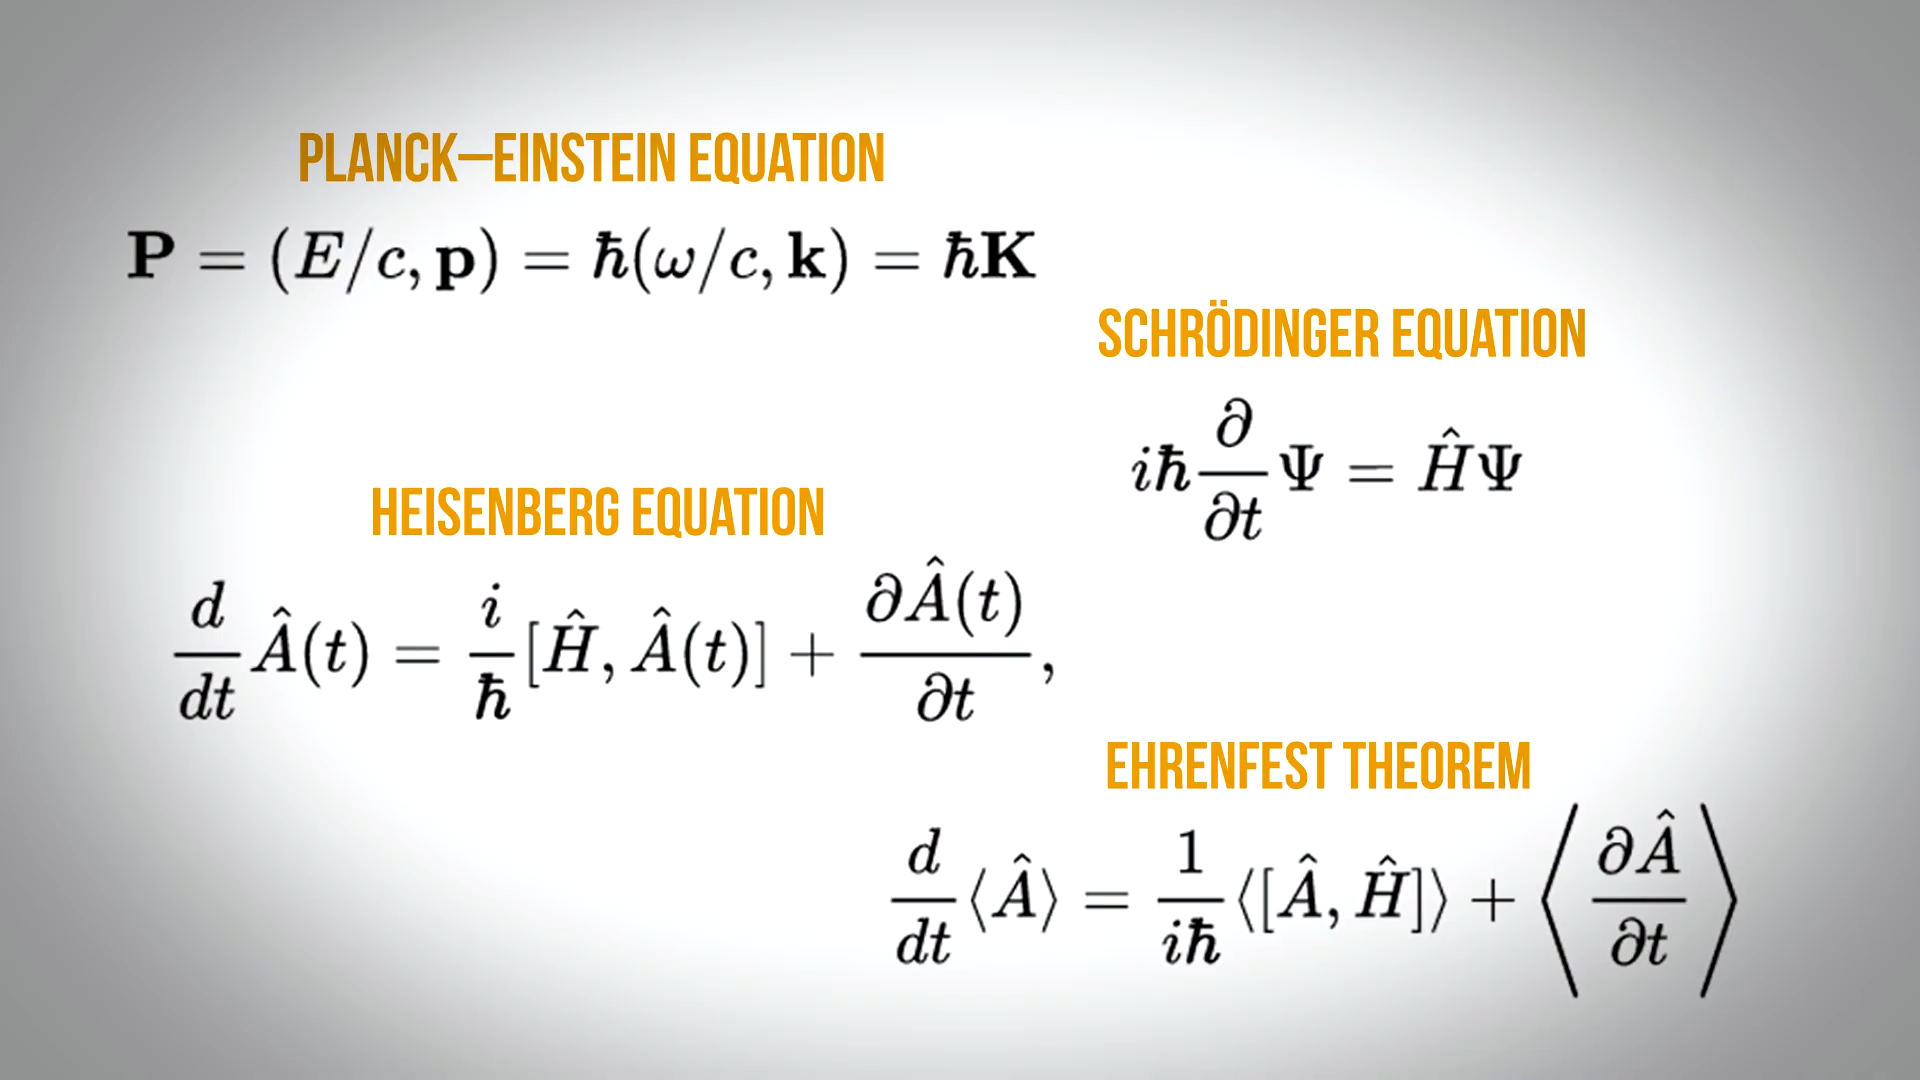 PLANCK–EINSTEIN EQUATION
P = (E/c, p) = ℏ(ω/c, k) = ℏK
SCHRÖDINGER EQUATION
iℏ ∂/∂t Ψ = ĤΨ
HEISENBERG EQUATION
d/dt Â(t) = i/ℏ [Ĥ, Â(t)] + ∂Â(t)/∂t,
EHRENFEST THEOREM
d/dt ⟨Â⟩ = 1/iℏ ⟨[Â, Ĥ]⟩ + ⟨∂Â/∂t⟩